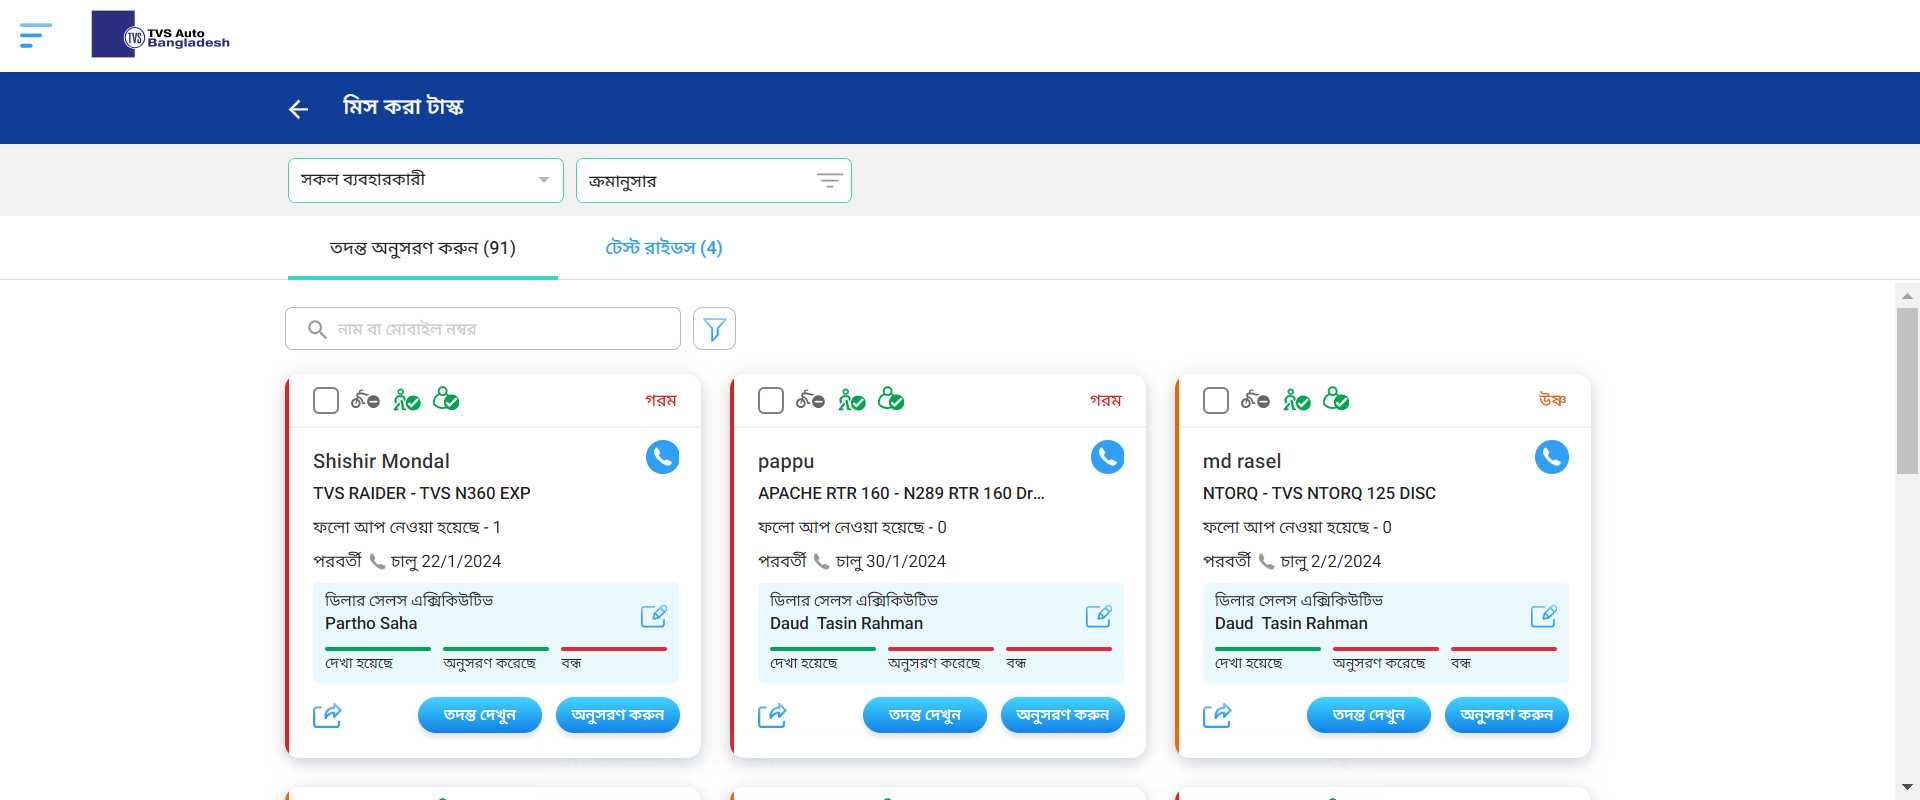 TVS TVS Auto
Bangladesh
মিস করা টাস্ক
সকল ব্যবহারকারী
ক্রমানুসার
তদন্ত অনুসরণ করুন (91)
টেস্ট রাইডস (4)
নাম বা মোবাইল নম্বর
গরম
Shishir Mondal
TVS RAIDER - TVS N360 EXP
ফলো আপ নেওয়া হয়েছে - 1
পরবর্তী চালু 22/1/2024
ডিলার সেলস এক্সিকিউটিভ
Partho Saha
দেখা হয়েছে অনুসরণ করেছে বন্ধ
তদন্ত দেখুন অনুসরণ করুন
গরম
pappu
APACHE RTR 160 - N289 RTR 160 Dr...
ফলো আপ নেওয়া হয়েছে - 0
পরবর্তী চালু 30/1/2024
ডিলার সেলস এক্সিকিউটিভ
Daud Tasin Rahman
দেখা হয়েছে অনুসরণ করেছে বন্ধ
তদন্ত দেখুন অনুসরণ করুন
উষ্ণ
md rasel
NTORQ - TVS NTORQ 125 DISC
ফলো আপ নেওয়া হয়েছে - 0
পরবর্তী চালু 2/2/2024
ডিলার সেলস এক্সিকিউটিভ
Daud Tasin Rahman
দেখা হয়েছে অনুসরণ করেছে বন্ধ
তদন্ত দেখুন অনুসরণ করুন